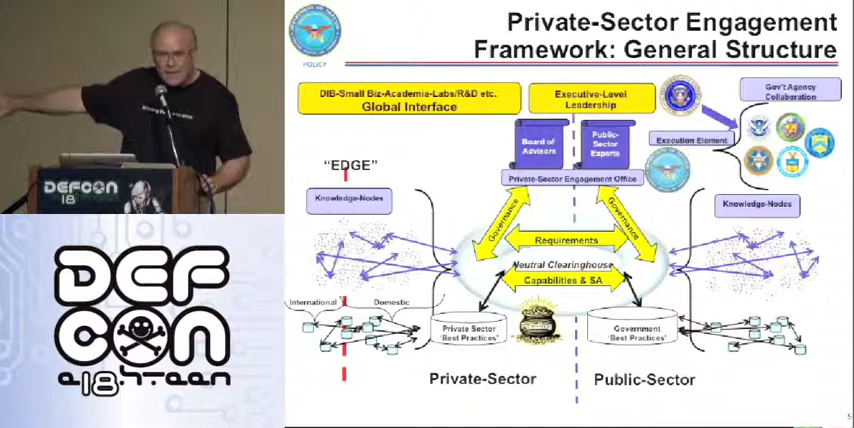 DEFCON
18
DEF
CON
e18hteen
Private-Sector Engagement
Framework: General Structure
POLICY
DIB-Small Biz-Academia-Labs/R&D etc.
Global Interface
Executive-Level
Leadership
Gov't.Agency
Collaboration
Board of
Advisors
Public-
Sector
Experts
Execution Element
"EDGE"
Private-Sector Engagement Office
Knowledge-Nodes
Knowledge-Nodes
Governance
Governance
Requirements
Neutral Clearinghouse
Capabilities & SA
International
Domestic
Private Sector
'Best Practices'
Funding
Government
'Best Practices'
Private-Sector
Public-Sector
5